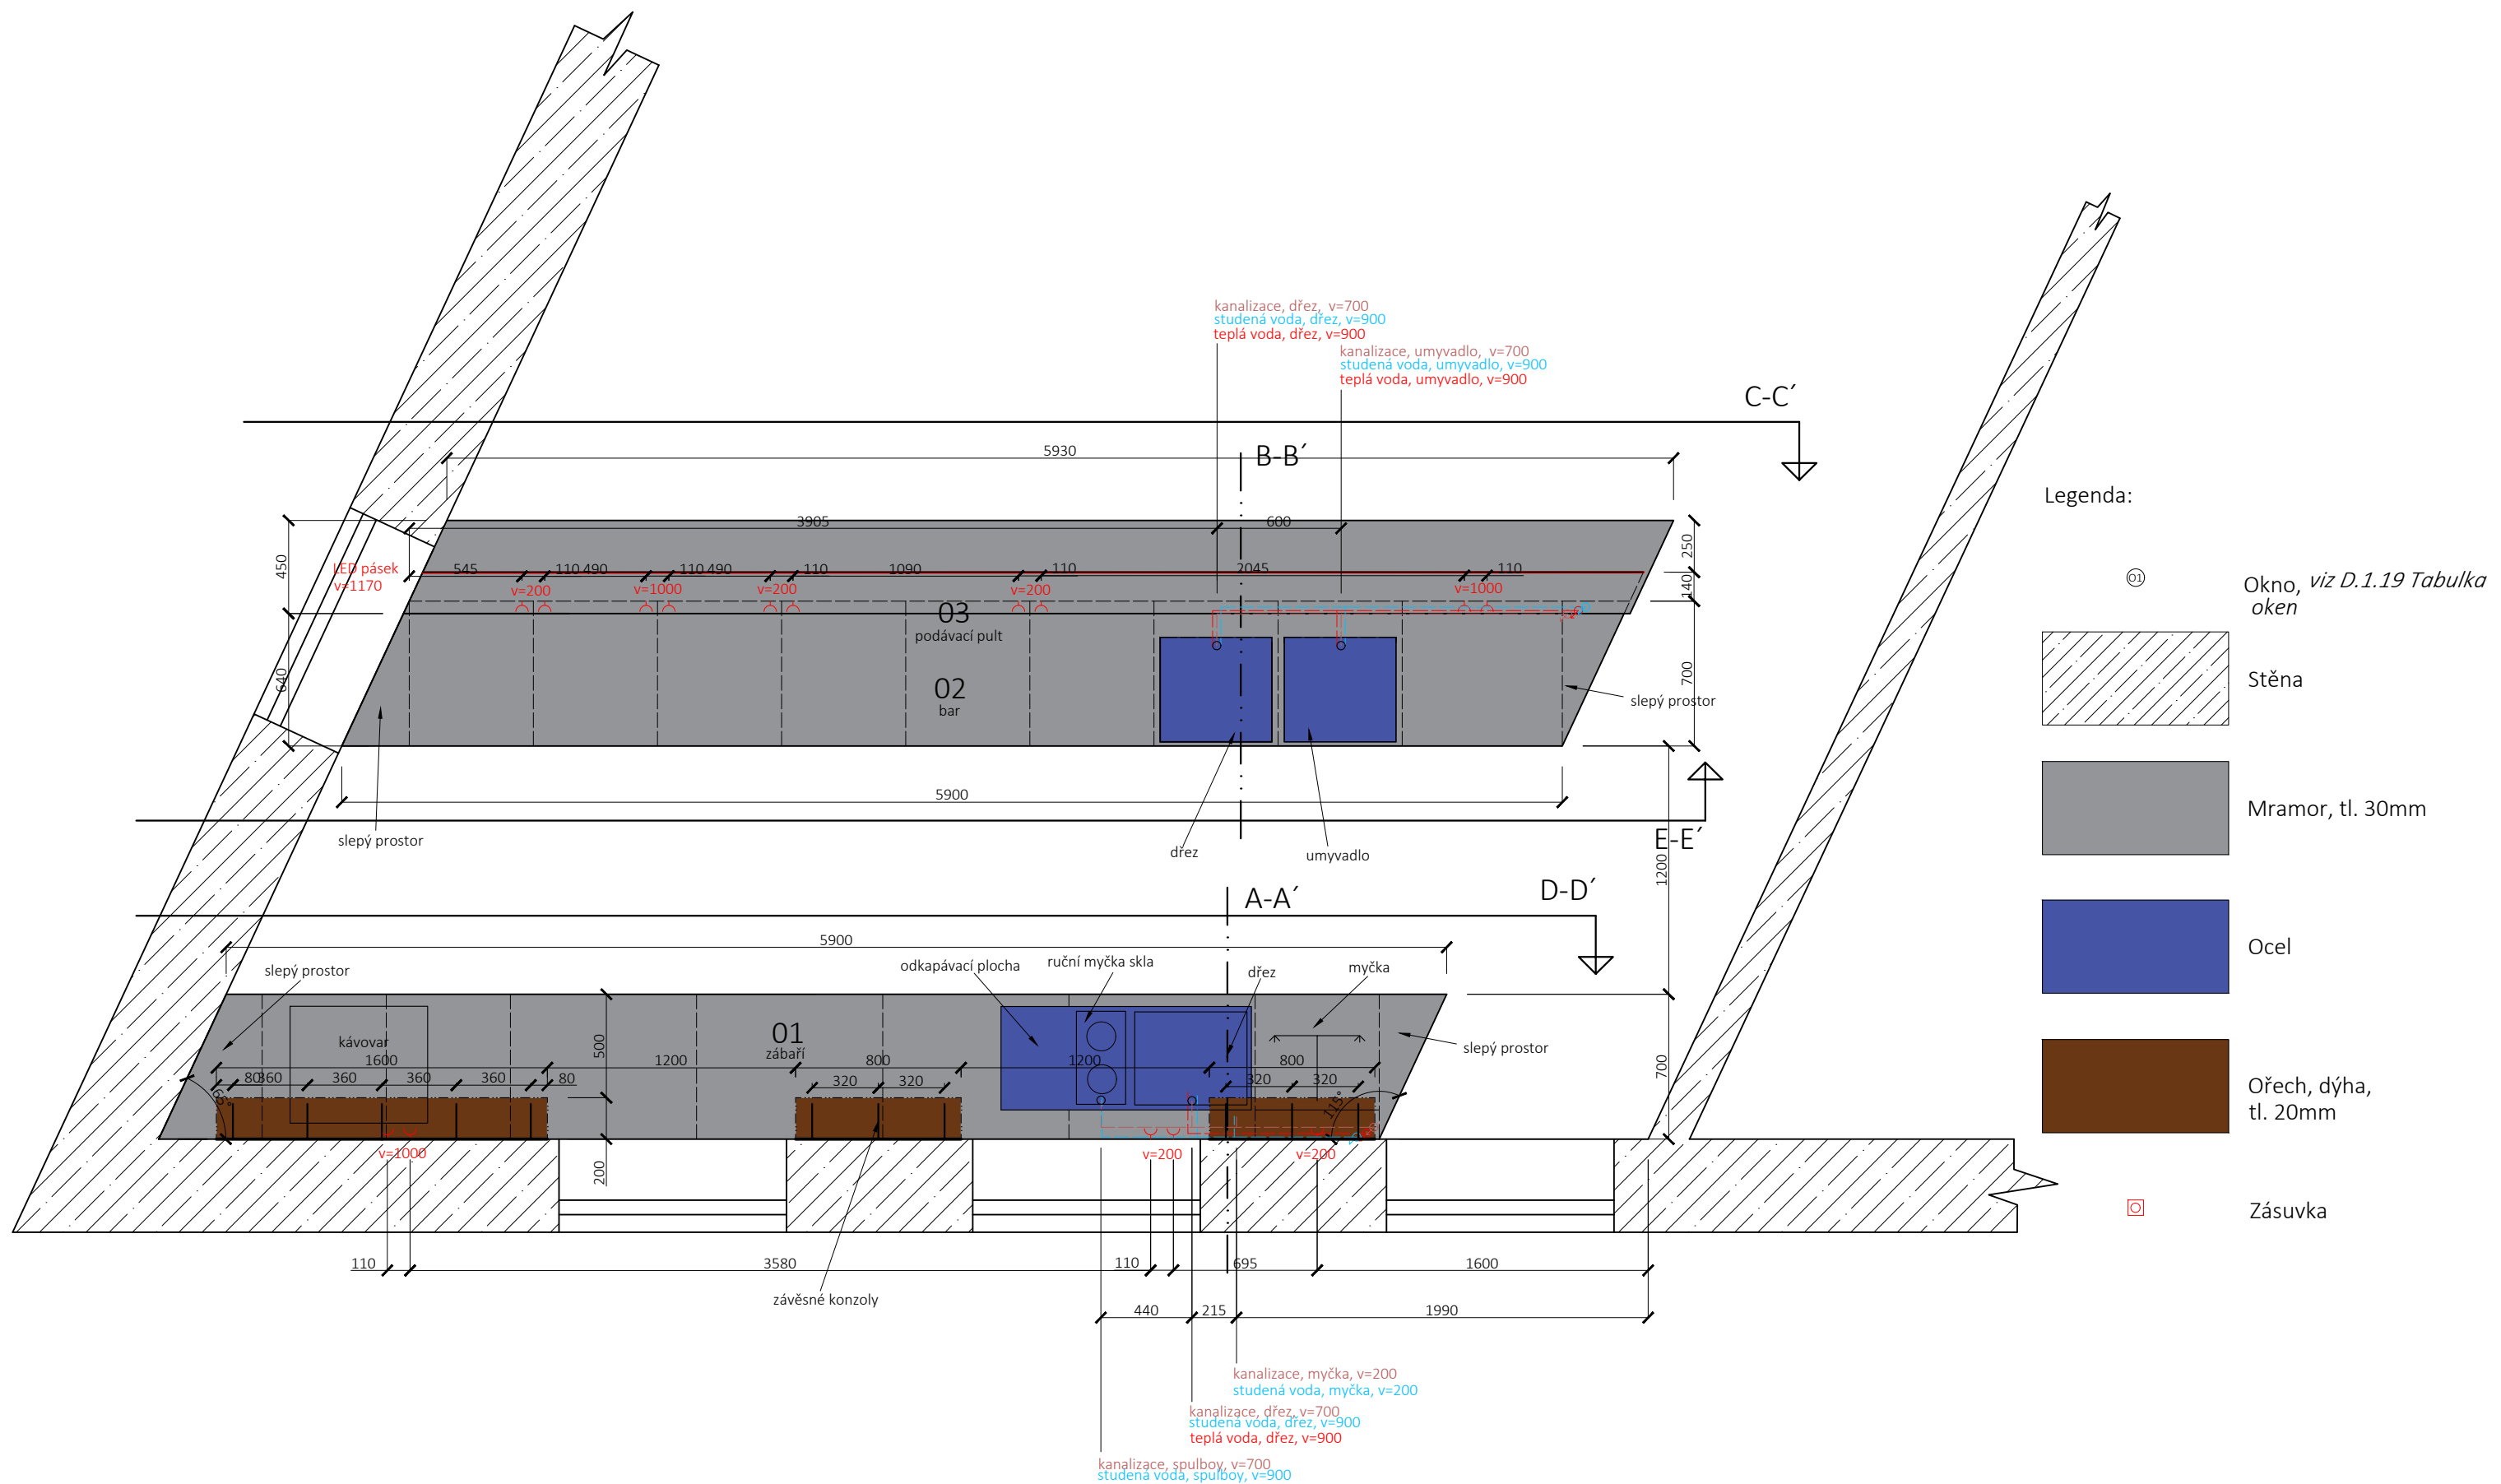 kanalizace, dřez, v=700
studená voda, dřez, v=900
teplá voda, dřez, v=900
kanalizace, umyvadlo, v=700
studená voda, umyvadlo, v=900
teplá voda, umyvadlo, v=900
C-C´
5930
B-B´
Legenda:
3905
600
250
450
LED pásek
v=1170
545
110
490
110
490
110
1090
110
2045
110
140
v=200
v=1000
v=200
v=200
v=1000
O1
Okno, viz D.1.19 Tabulka
oken
03
podávací pult
640
700
02
bar
slepý prostor
Stěna
5900
Mramor, tl. 30mm
slepý prostor
dřez
umyvadlo
E-E´
1200
A-A´
D-D´
5900
Ocel
slepý prostor
odkapávací plocha
ruční myčka skla
dřez
myčka
01
zábaří
kávovar
500
slepý prostor
1600
1200
800
1200
800
700
80
360
360
360
360
80
320
320
320
320
65°
115°
Ořech, dýha,
tl. 20mm
v=1000
200
v=200
v=200
Zásuvka
110
3580
110
695
1600
závěsné konzoly
440
215
1990
kanalizace, myčka, v=200
studená voda, myčka, v=200
kanalizace, dřez, v=700
studená voda, dřez, v=900
teplá voda, dřez, v=900
kanalizace, spulboy, v=700
studená voda, spulboy, v=900